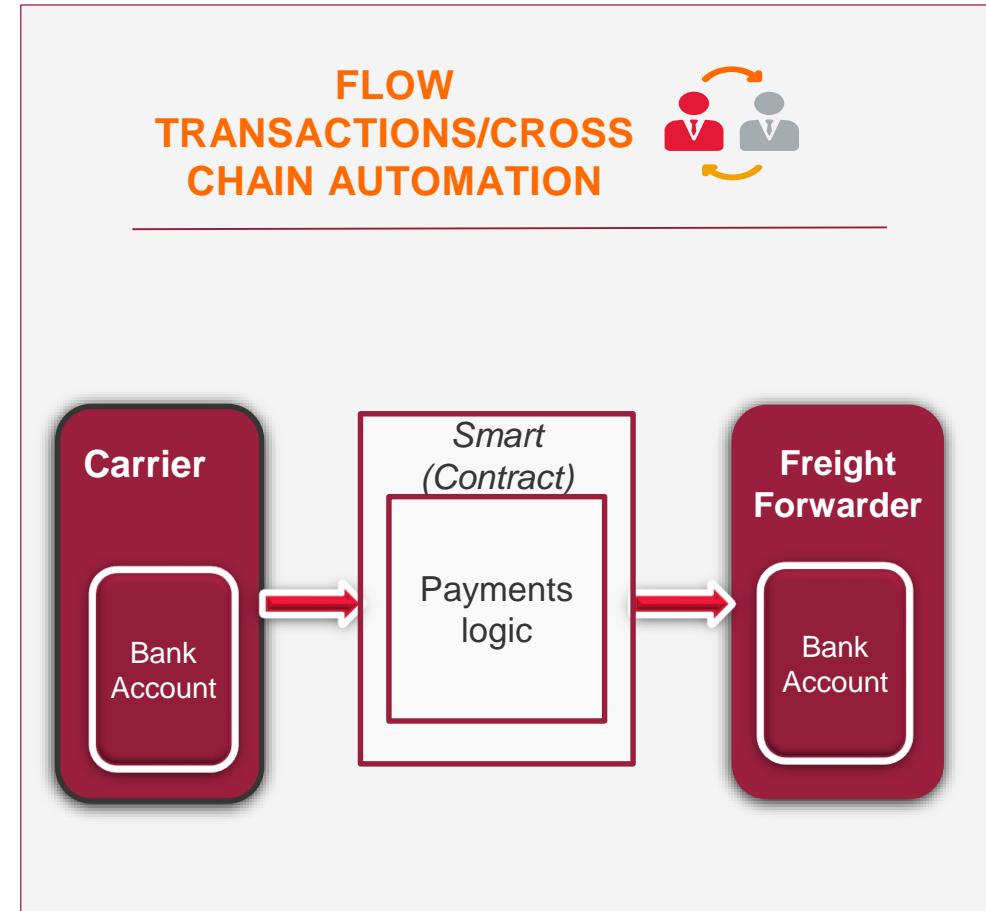 FLOW
TRANSACTIONS/CROSS
CHAIN AUTOMATION
Carrier
Bank
Account
Smart
(Contract)
Payments
logic
Freight
Forwarder
Bank
Account